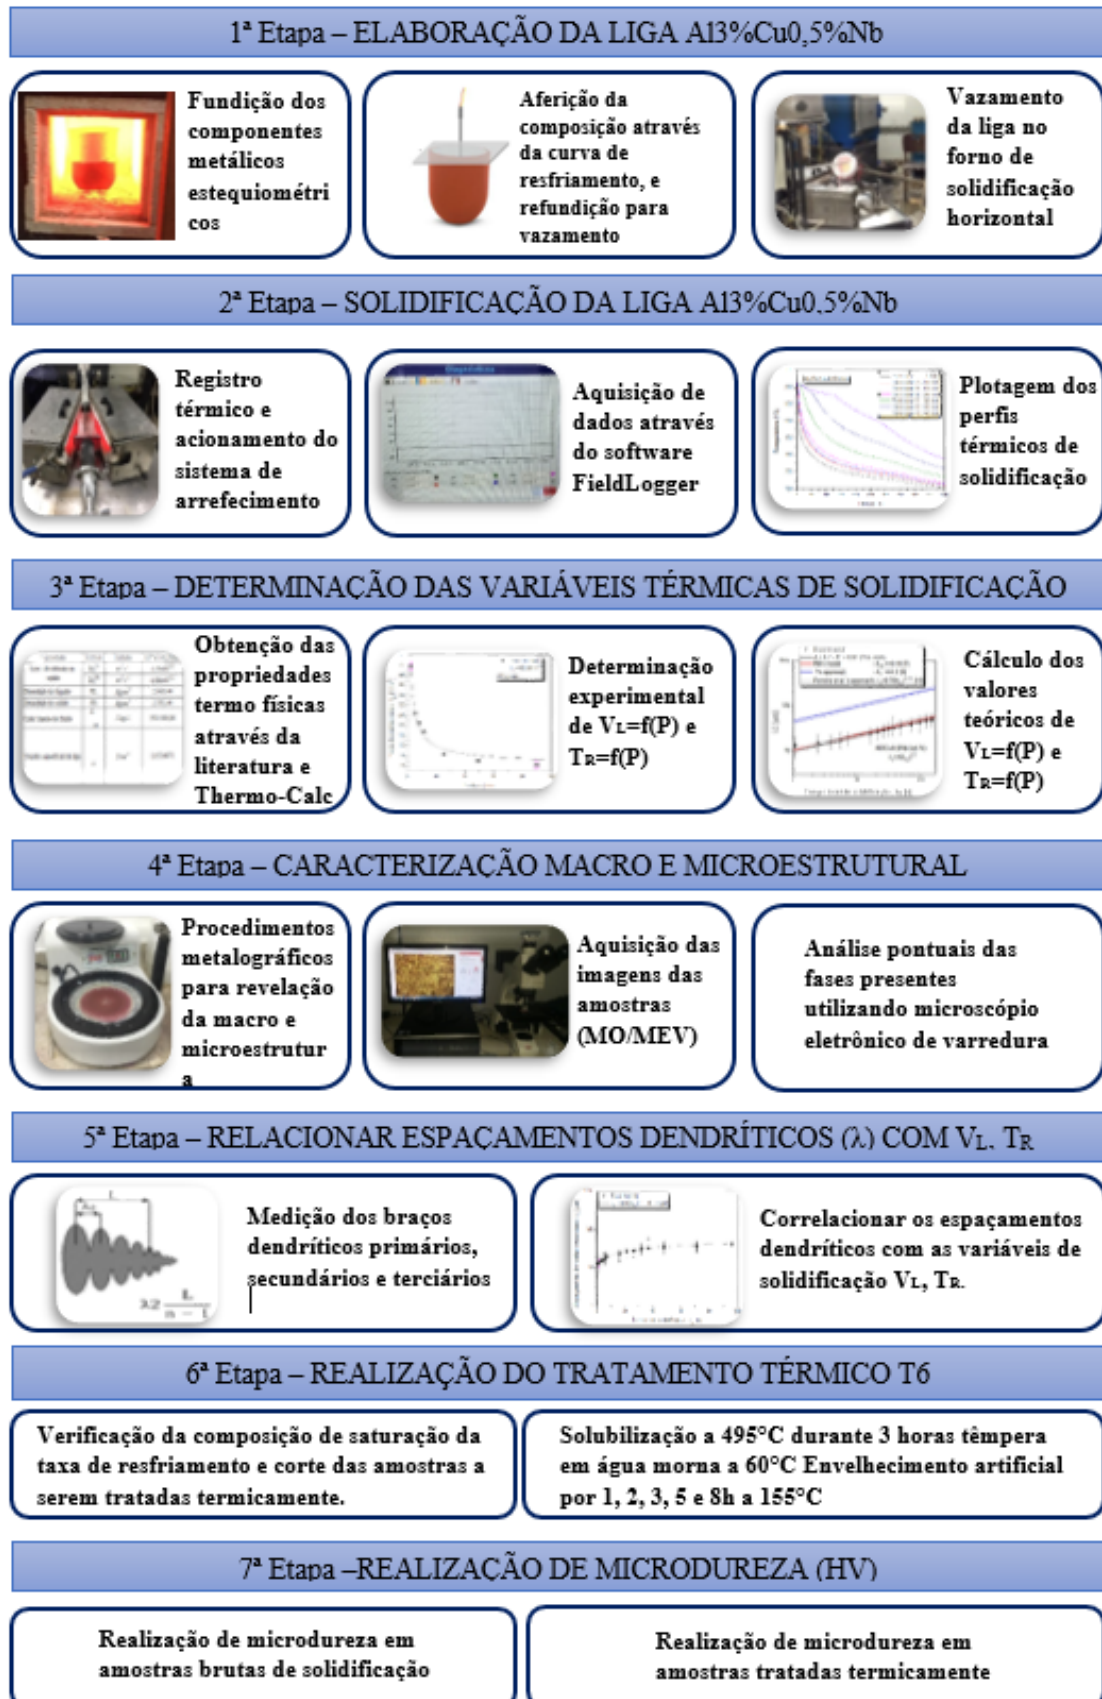 1ª Etapa – ELABORAÇÃO DA LIGA Al3%Cu0,5%Nb
Fundição dos
componentes
metálicos
estequiométri
cos
Aferição da
composição através
da curva de
resfriamento, e
refundição para
vazamento
Vazamento
da liga no
forno de
solidificação
horizontal
2ª Etapa – SOLIDIFICAÇÃO DA LIGA Al3%Cu0,5%Nb
Registro
térmico e
acionamento do
sistema de
arrefecimento
Aquisição de
dados através
do software
FieldLogger
Plotagem dos
perfis
térmicos de
solidificação
3ª Etapa – DETERMINAÇÃO DAS VARIÁVEIS TÉRMICAS DE SOLIDIFICAÇÃO
Obtenção das
propriedades
termo físicas
através da
literatura e
Thermo-Calc
Determinação
experimental
de VL=f(P) e
TR=f(P)
Cálculo dos
valores
teóricos de
VL=f(P) e
TR=f(P)
4ª Etapa – CARACTERIZAÇÃO MACRO E MICROESTRUTURAL
Procedimentos
metalográficos
para revelação
da macro e
microestrutur
a
Aquisição das
imagens das
amostras
(MO/MEV)
Análise pontuais das
fases presentes
utilizando microscópio
eletrônico de varredura
5ª Etapa – RELACIONAR ESPAÇAMENTOS DENDRÍTICOS (λ) COM VL, TR
Medição dos braços
dendríticos primários,
secundários e terciários
Correlacionar os espaçamentos
dendríticos com as variáveis de
solidificação VL, TR.
6ª Etapa – REALIZAÇÃO DO TRATAMENTO TÉRMICO T6
Verificação da composição de saturação da
taxa de resfriamento e corte das amostras a
serem tratadas termicamente.
Solubilização a 495°C durante 3 horas têmpera
em água morna a 60°C Envelhecimento artificial
por 1, 2, 3, 5 e 8h a 155°C
7ª Etapa –REALIZAÇÃO DE MICRODUREZA (HV)
Realização de microdureza em
amostras brutas de solidificação
Realização de microdureza em
amostras tratadas termicamente